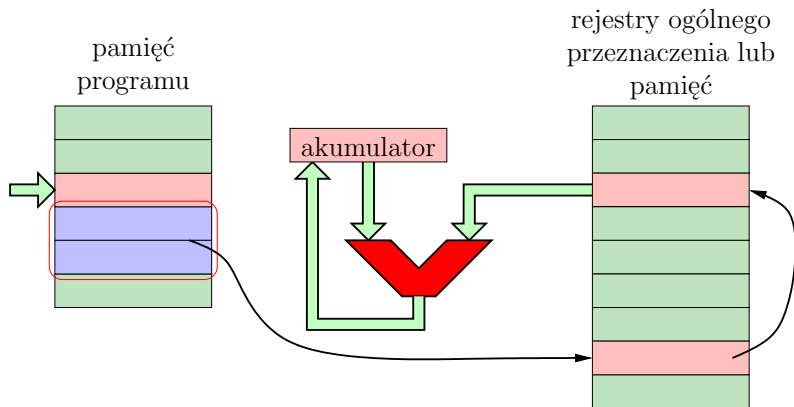 pamięć
programu
akumulator
rejestry ogólnego
przeznaczenia lub
pamięć